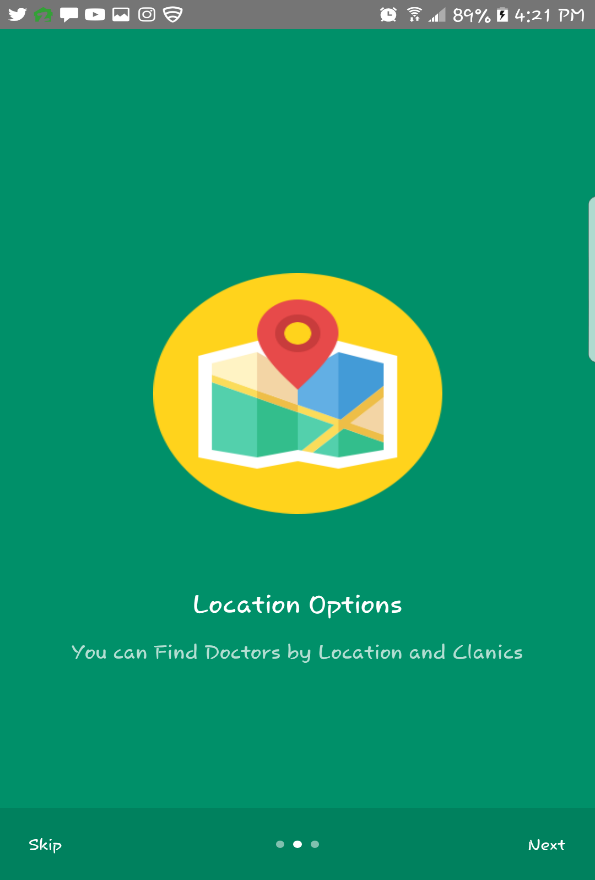 89% 4:21 PM
Location Options
You can Find Doctors by Location and Clanics
Skip
Next